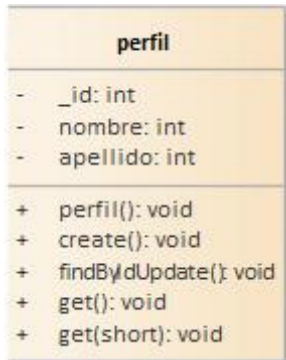 perfil
- _id: int
- nombre: int
- apellido: int
+ perfil(): void
+ create(): void
+ findByIdUpdate(): void
+ get(): void
+ get(short): void